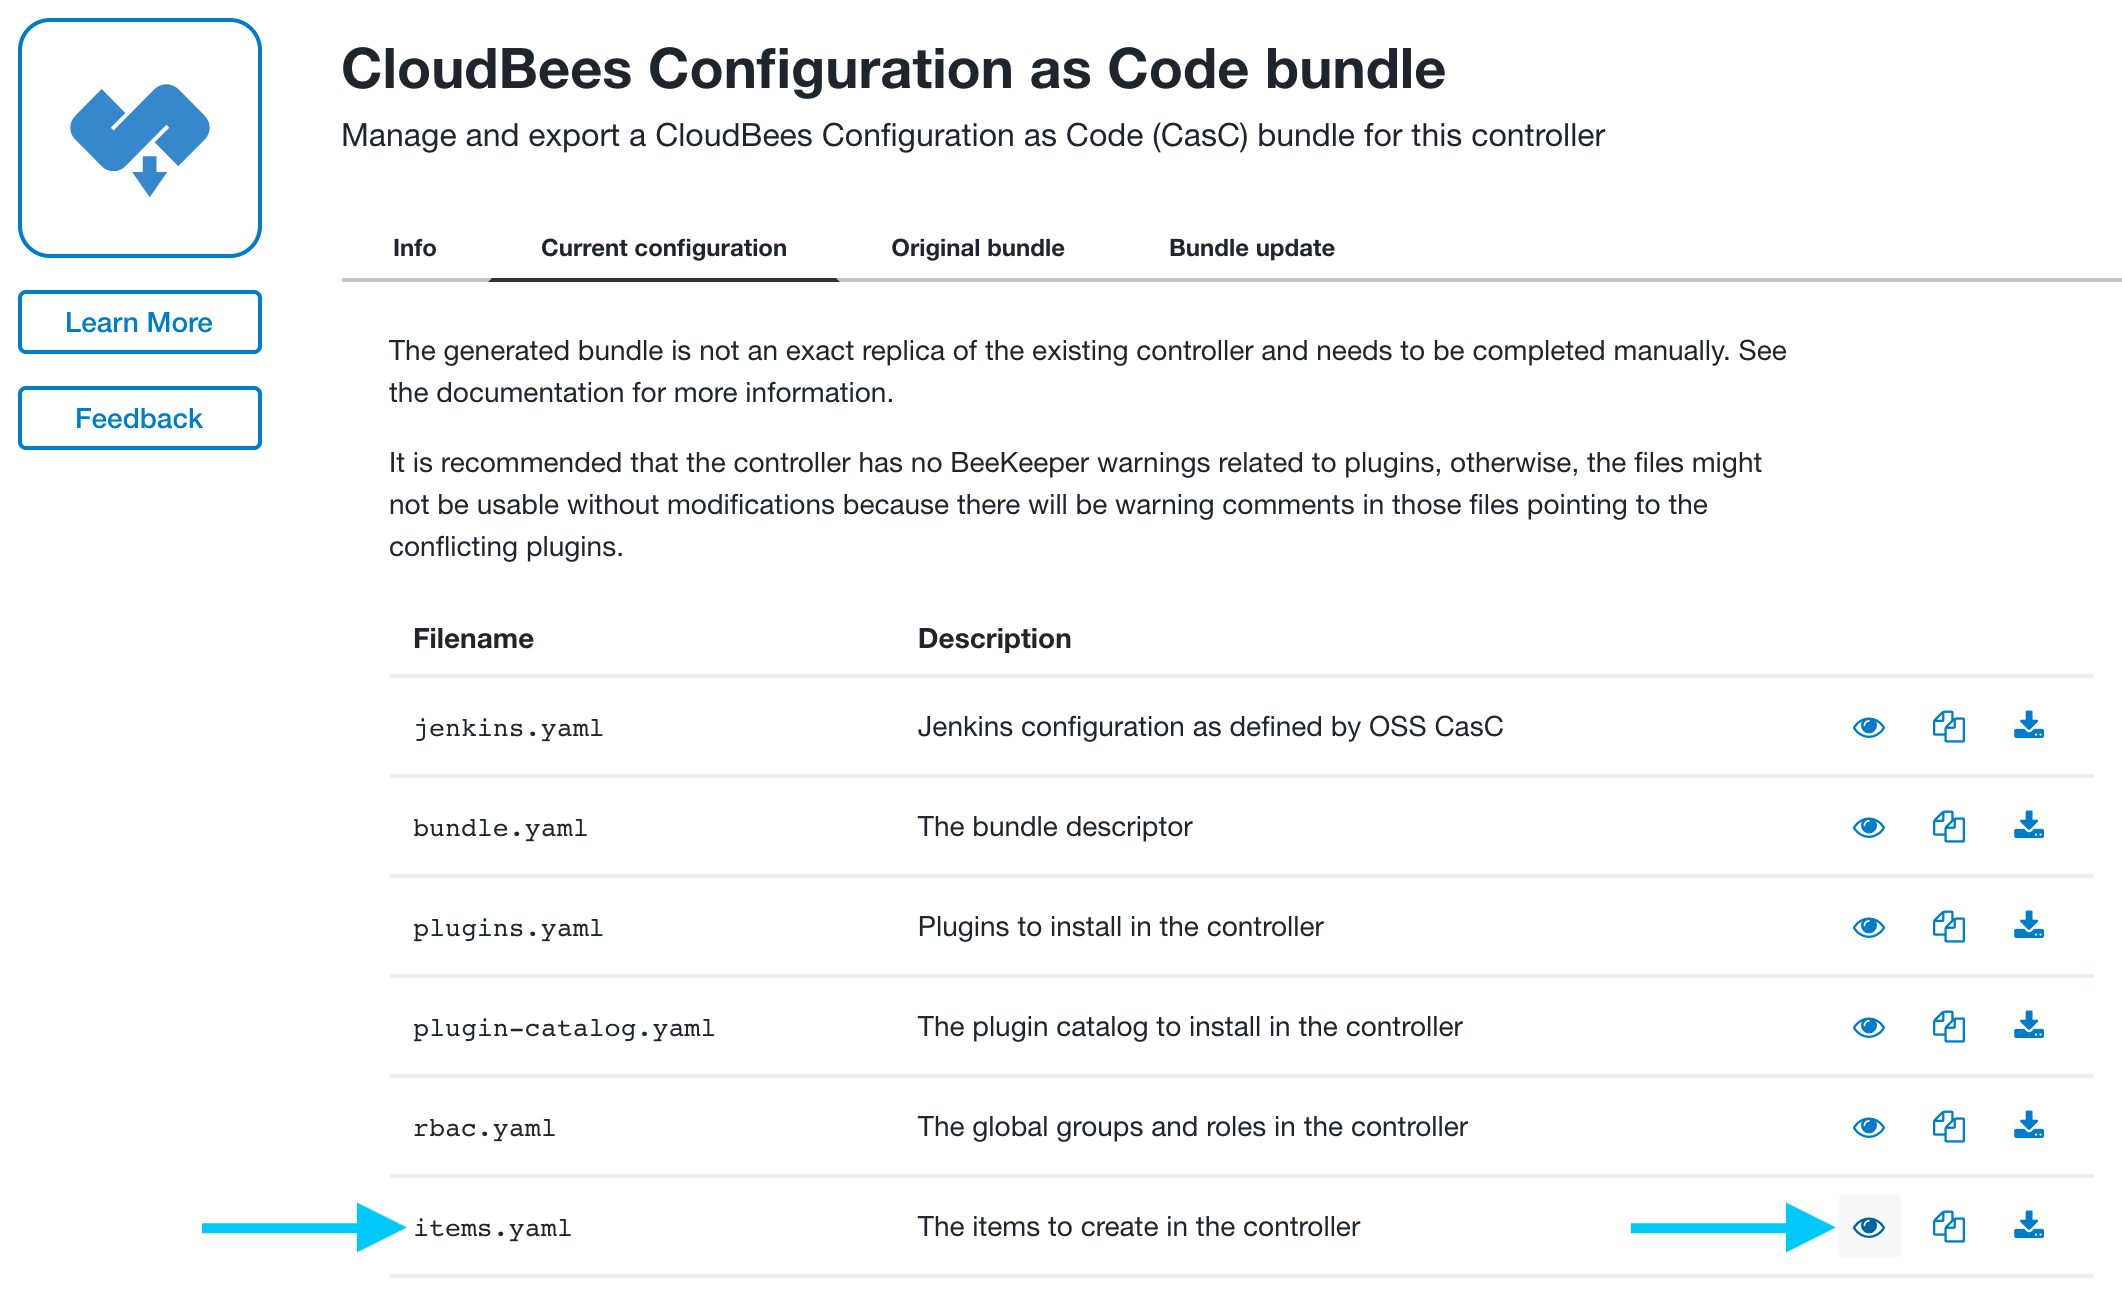 CloudBees Configuration as Code bundle
Manage and export a CloudBees Configuration as Code (CasC) bundle for this controller
Learn More
Feedback
Info Current configuration Original bundle Bundle update
The generated bundle is not an exact replica of the existing controller and needs to be completed manually. See
the documentation for more information.
It is recommended that the controller has no BeeKeeper warnings related to plugins, otherwise, the files might
not be usable without modifications because there will be warning comments in those files pointing to the
conflicting plugins.
Filename Description
jenkins.yaml Jenkins configuration as defined by OSS CasC
bundle.yaml The bundle descriptor
plugins.yaml Plugins to install in the controller
plugin-catalog.yaml The plugin catalog to install in the controller
rbac.yaml The global groups and roles in the controller
items.yaml The items to create in the controller